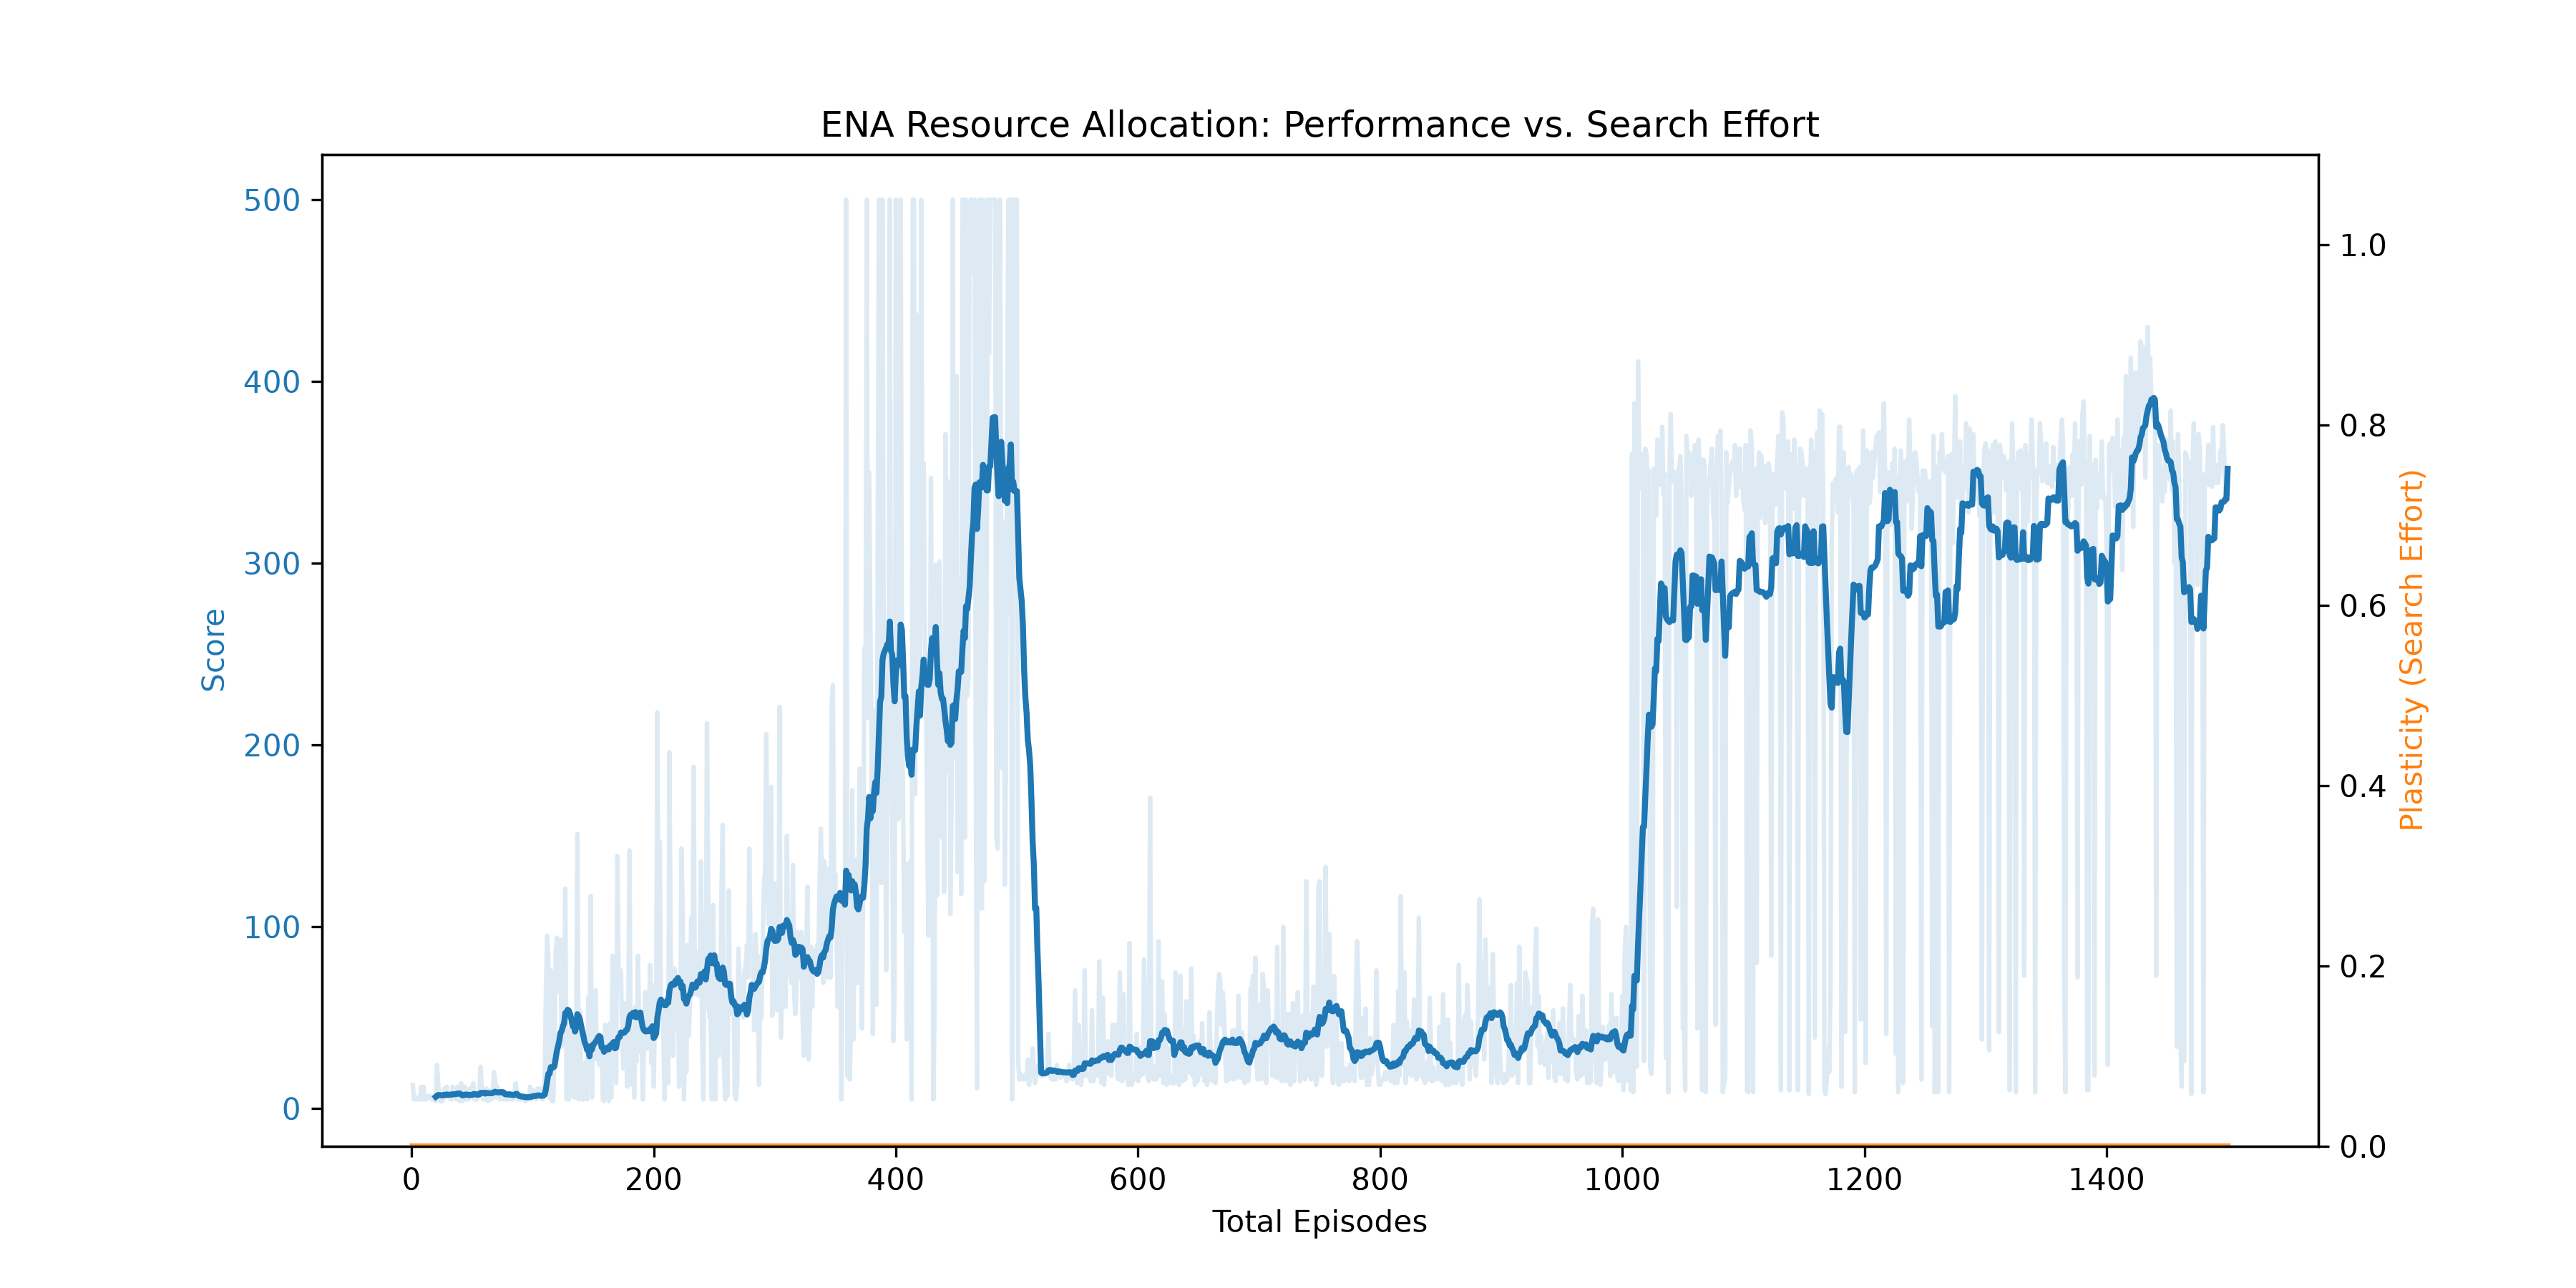 ENA Resource Allocation: Performance vs. Search Effort
500
400
300
200
100
0
Score
1.0
0.8
0.6
0.4
0.2
0.0
Plasticity (Search Effort)
0 200 400 600 800 1000 1200 1400
Total Episodes